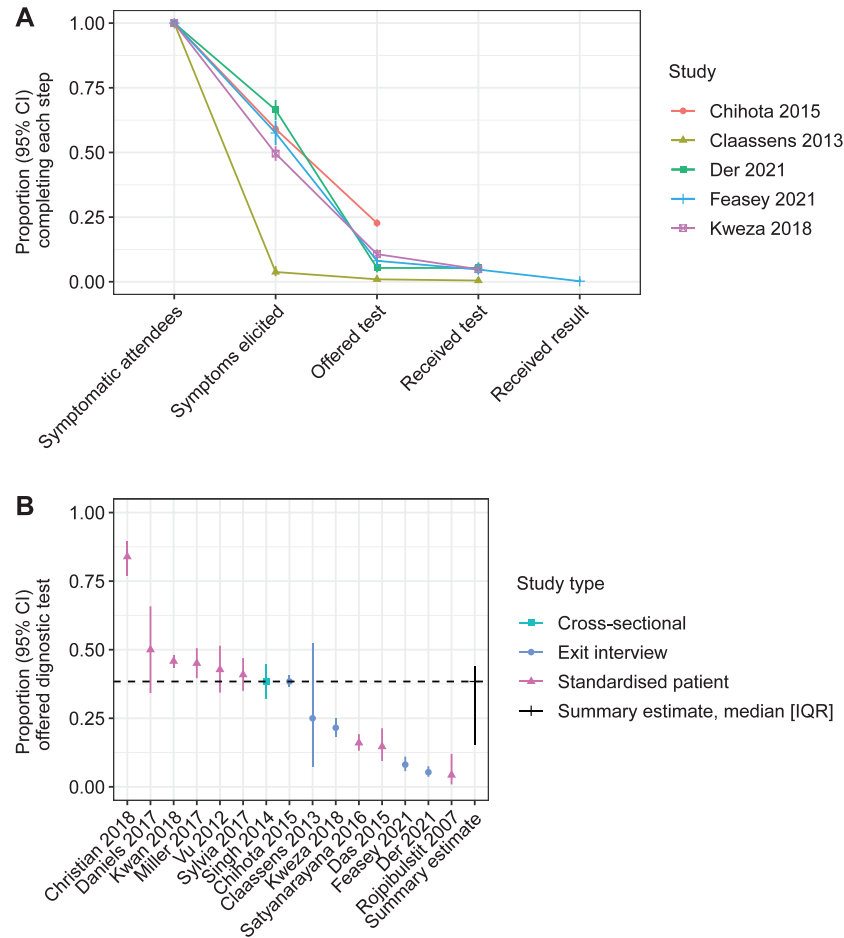 A
Proportion (95% CI)
completing each step
1.00
0.75
0.50
0.25
0.00
Symptomatic attendees
Symptoms elicited
Offered test
Received test
Received result
Study
Chihota 2015
Claassens 2013
Der 2021
Feasey 2021
Kweza 2018
B
Proportion (95% CI)
offered dignostic test
1.00
0.75
0.50
0.25
0.00
Christian 2018
Daniels 2017
Kwan 2018
Miller 2017
Vu 2012
Sylvia 2017
Singh 2014
Chihota 2015
Claassens 2013
Kweza 2018
Satyanarayana 2016
Das 2015
Feasey 2021
Der 2021
Rojpibulstit 2007
Summary estimate
Study type
Cross-sectional
Exit interview
Standardised patient
Summary estimate, median [IQR]